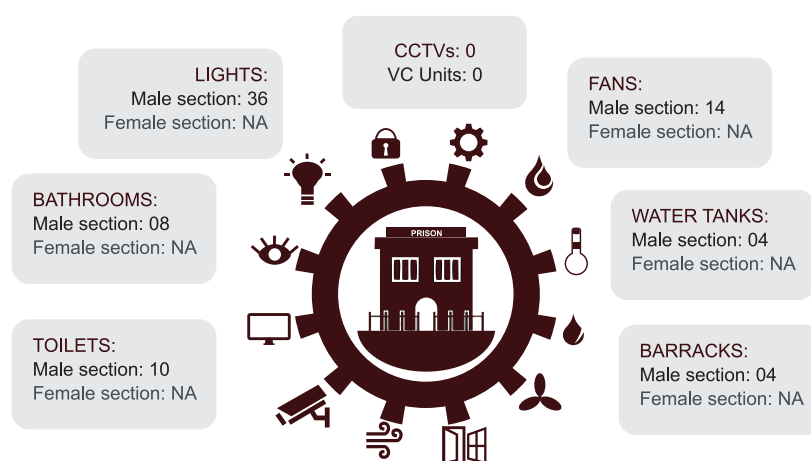 CCTVs: 0
VC Units: 0
LIGHTS:
Male section: 36
Female section: NA
FANS:
Male section: 14
Female section: NA
BATHROOMS:
Male section: 08
Female section: NA
PRISON
WATER TANKS:
Male section: 04
Female section: NA
TOILETS:
Male section: 10
Female section: NA
BARRACKS:
Male section: 04
Female section: NA